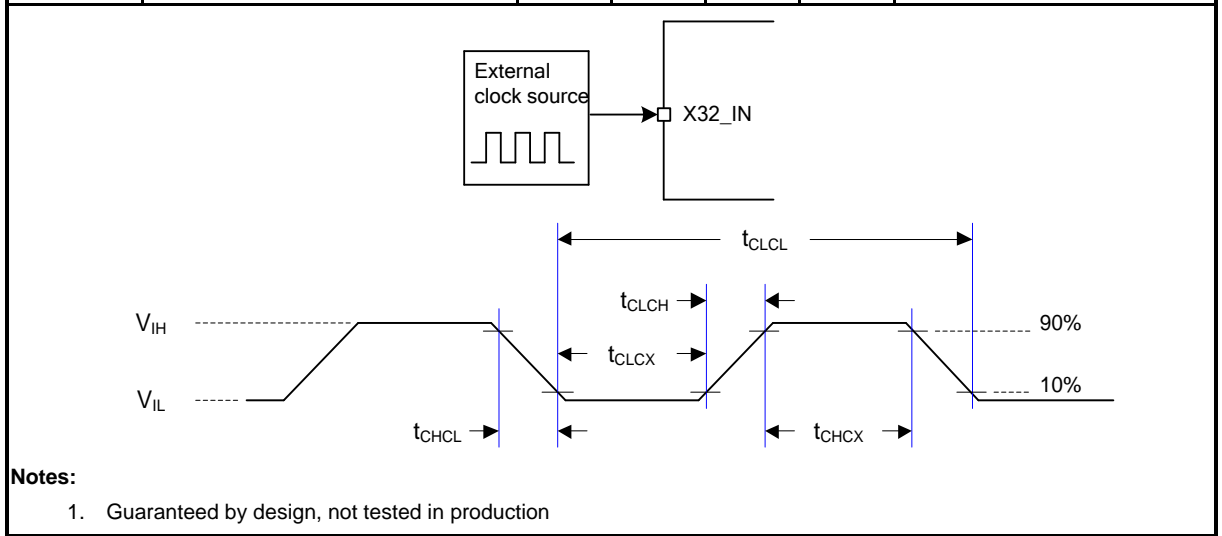 External
clock source
X32_IN
tCLCL
tCLCH
VIH
90%
tCLCX
VIL
10%
tCHCL
tCHCX
Notes:
1. Guaranteed by design, not tested in production